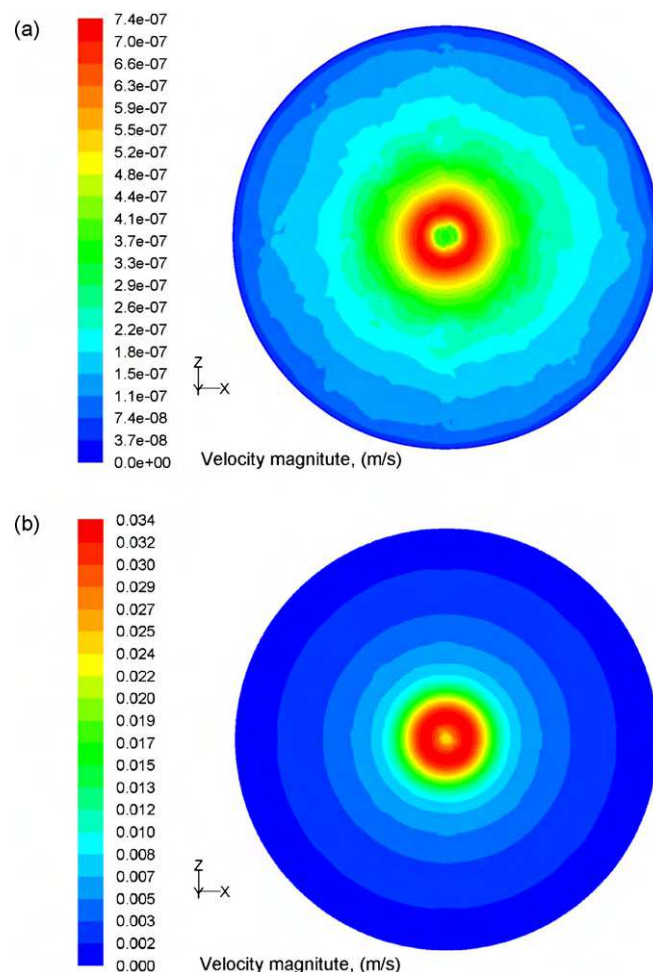 (a)
7.4e-07
7.0e-07
6.6e-07
6.3e-07
5.9e-07
5.5e-07
5.2e-07
4.8e-07
4.4e-07
4.1e-07
3.7e-07
3.3e-07
2.9e-07
2.6e-07
2.2e-07
1.8e-07
1.5e-07
1.1e-07
7.4e-08
3.7e-08
0.0e+00
Z
X
Velocity magnitute, (m/s)
(b)
0.034
0.032
0.029
0.027
0.025
0.024
0.022
0.020
0.019
0.017
0.015
0.013
0.012
0.010
0.008
0.007
0.005
0.003
0.002
0.000
Z
X
Velocity magnitute, (m/s)